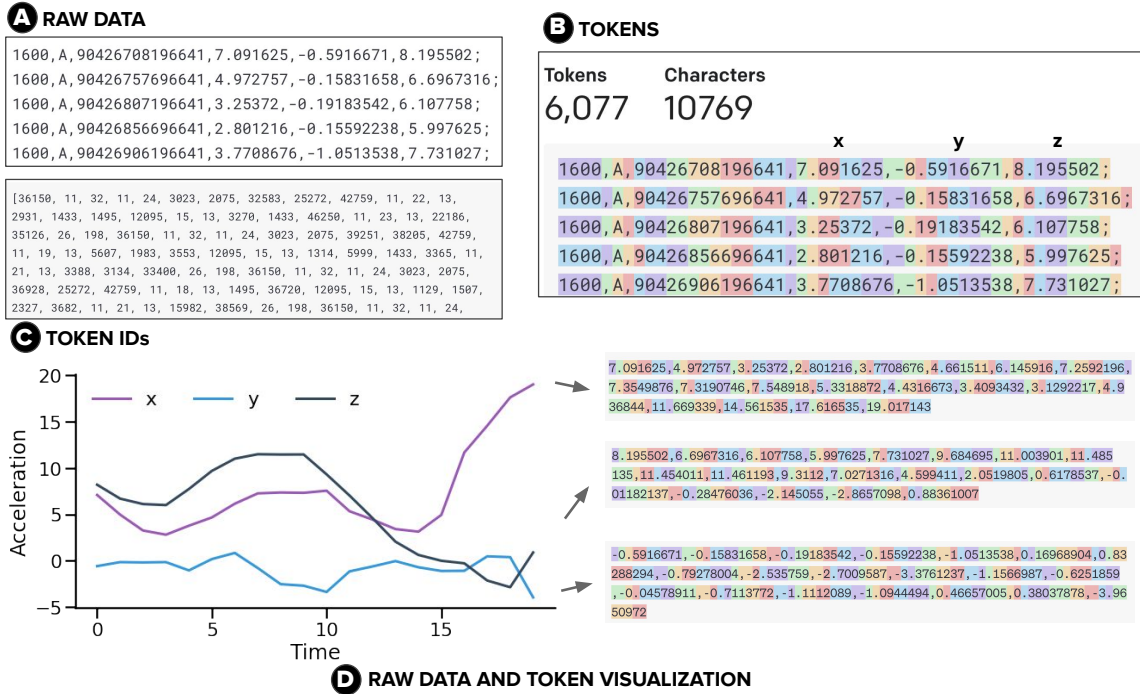 A RAW DATA
1600,A,90426708196641,7.091625,-0.5916671,8.195502;
1600,A,90426757696641,4.972757,-0.15831658,6.6967316;
1600,A,90426807196641,3.25372,-0.19183542,6.107758;
1600,A,90426856696641,2.801216,-0.15592238,5.997625;
1600,A,90426906196641,3.7708676,-1.0513538,7.731027;
[36150, 11, 32, 11, 24, 3023, 2075, 32583, 25272, 42759, 11, 22, 13,
2931, 1433, 1495, 12095, 15, 13, 3270, 1433, 46250, 11, 23, 13, 22186,
35126, 26, 198, 36150, 11, 32, 11, 24, 3023, 2075, 39251, 38205, 42759,
11, 19, 13, 5607, 1983, 3553, 12095, 15, 13, 1314, 5999, 1433, 3365, 11,
21, 13, 3388, 3134, 33400, 26, 198, 36150, 11, 32, 11, 24, 3023, 2075,
36928, 25272, 42759, 11, 18, 13, 1495, 36720, 12095, 15, 13, 1129, 1507,
2327, 3682, 11, 21, 13, 15982, 38569, 26, 198, 36150, 11, 32, 11, 24,
C TOKEN IDs
B TOKENS
Tokens Characters
6,077 10769
x y z
1600,A,90426708196641,7.091625,-0.5916671,8.195502;
1600,A,90426757696641,4.972757,-0.15831658,6.6967316;
1600,A,90426807196641,3.25372,-0.19183542,6.107758;
1600,A,90426856696641,2.801216,-0.15592238,5.997625;
1600,A,90426906196641,3.7708676,-1.0513538,7.731027;
20
15
10
5
0
−5
Acceleration
x y z
0 5 10 15
Time
7.091625,4.972757,3.25372,2.801216,3.7708676,4.661511,6.145916,7.2592196,
7.3549876,7.3190746,7.548918,5.3318872,4.4316673,3.4093432,3.1292217,4.9
36844,11.669339,14.561535,17.616535,19.017143
8.195502,6.6967316,6.107758,5.997625,7.731027,9.684695,11.003901,11.485
135,11.454011,11.461193,9.3112,7.0271316,4.599411,2.0519805,0.6178537,-0.
01182137,-0.28476036,-2.145055,-2.8657098,0.88361007
-0.5916671,-0.15831658,-0.19183542,-0.15592238,-1.0513538,0.16968904,0.83
288294,-0.79278004,-2.535759,-2.7009587,-3.3761237,-1.1566987,-0.6251859
,-0.04578911,-0.7113772,-1.1112089,-1.0944494,0.46657005,0.38037878,-3.96
50972
D RAW DATA AND TOKEN VISUALIZATION